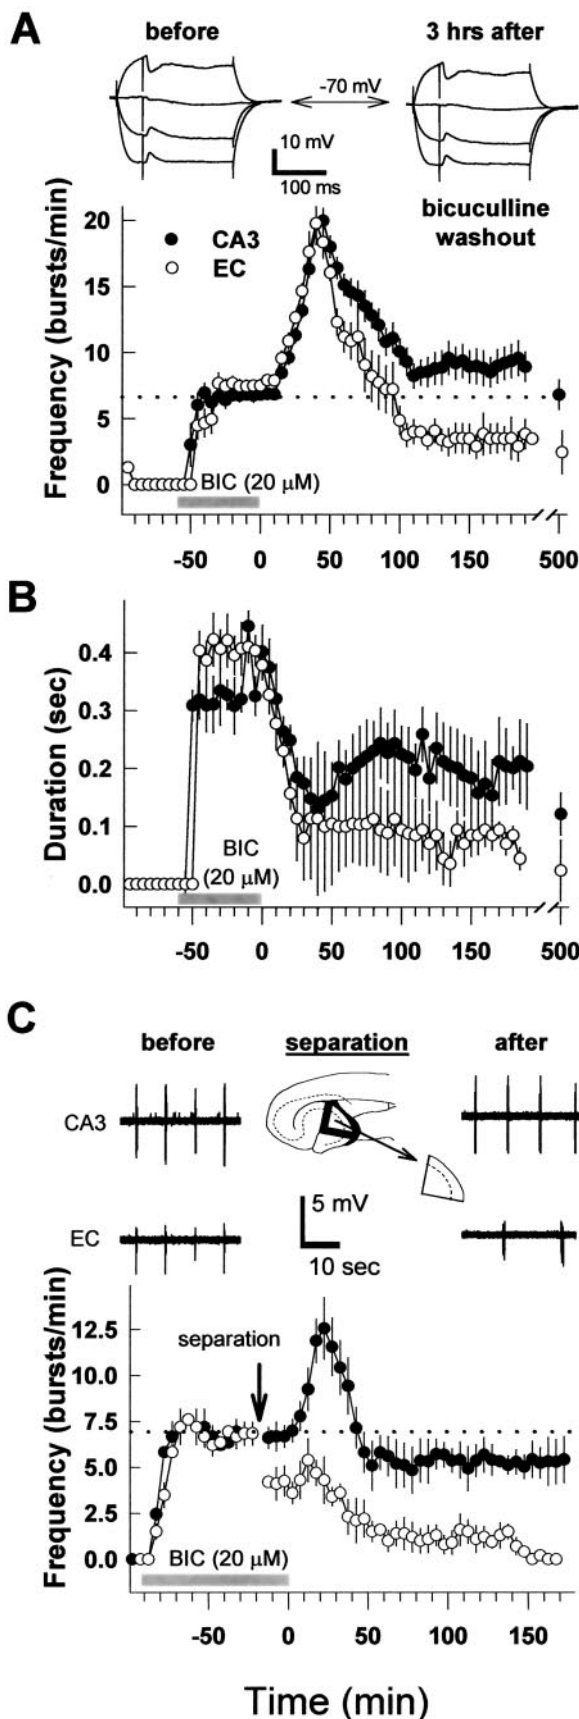 A
before
3 hrs after
-70 mV
10 mV
100 ms
bicuculline
washout
Frequency (bursts/min)
20
15
10
5
0
CA3
EC
BIC (20 μM)
-50 0 50 100 150 500
B
Duration (sec)
0.4
0.3
0.2
0.1
0.0
BIC
(20 μM)
-50 0 50 100 150 500
C
before
separation
after
CA3
EC
5 mV
10 sec
Frequency (bursts/min)
12.5
10.0
7.5
5.0
2.5
0.0
separation
BIC (20 μM)
-50 0 50 100 150
Time (min)